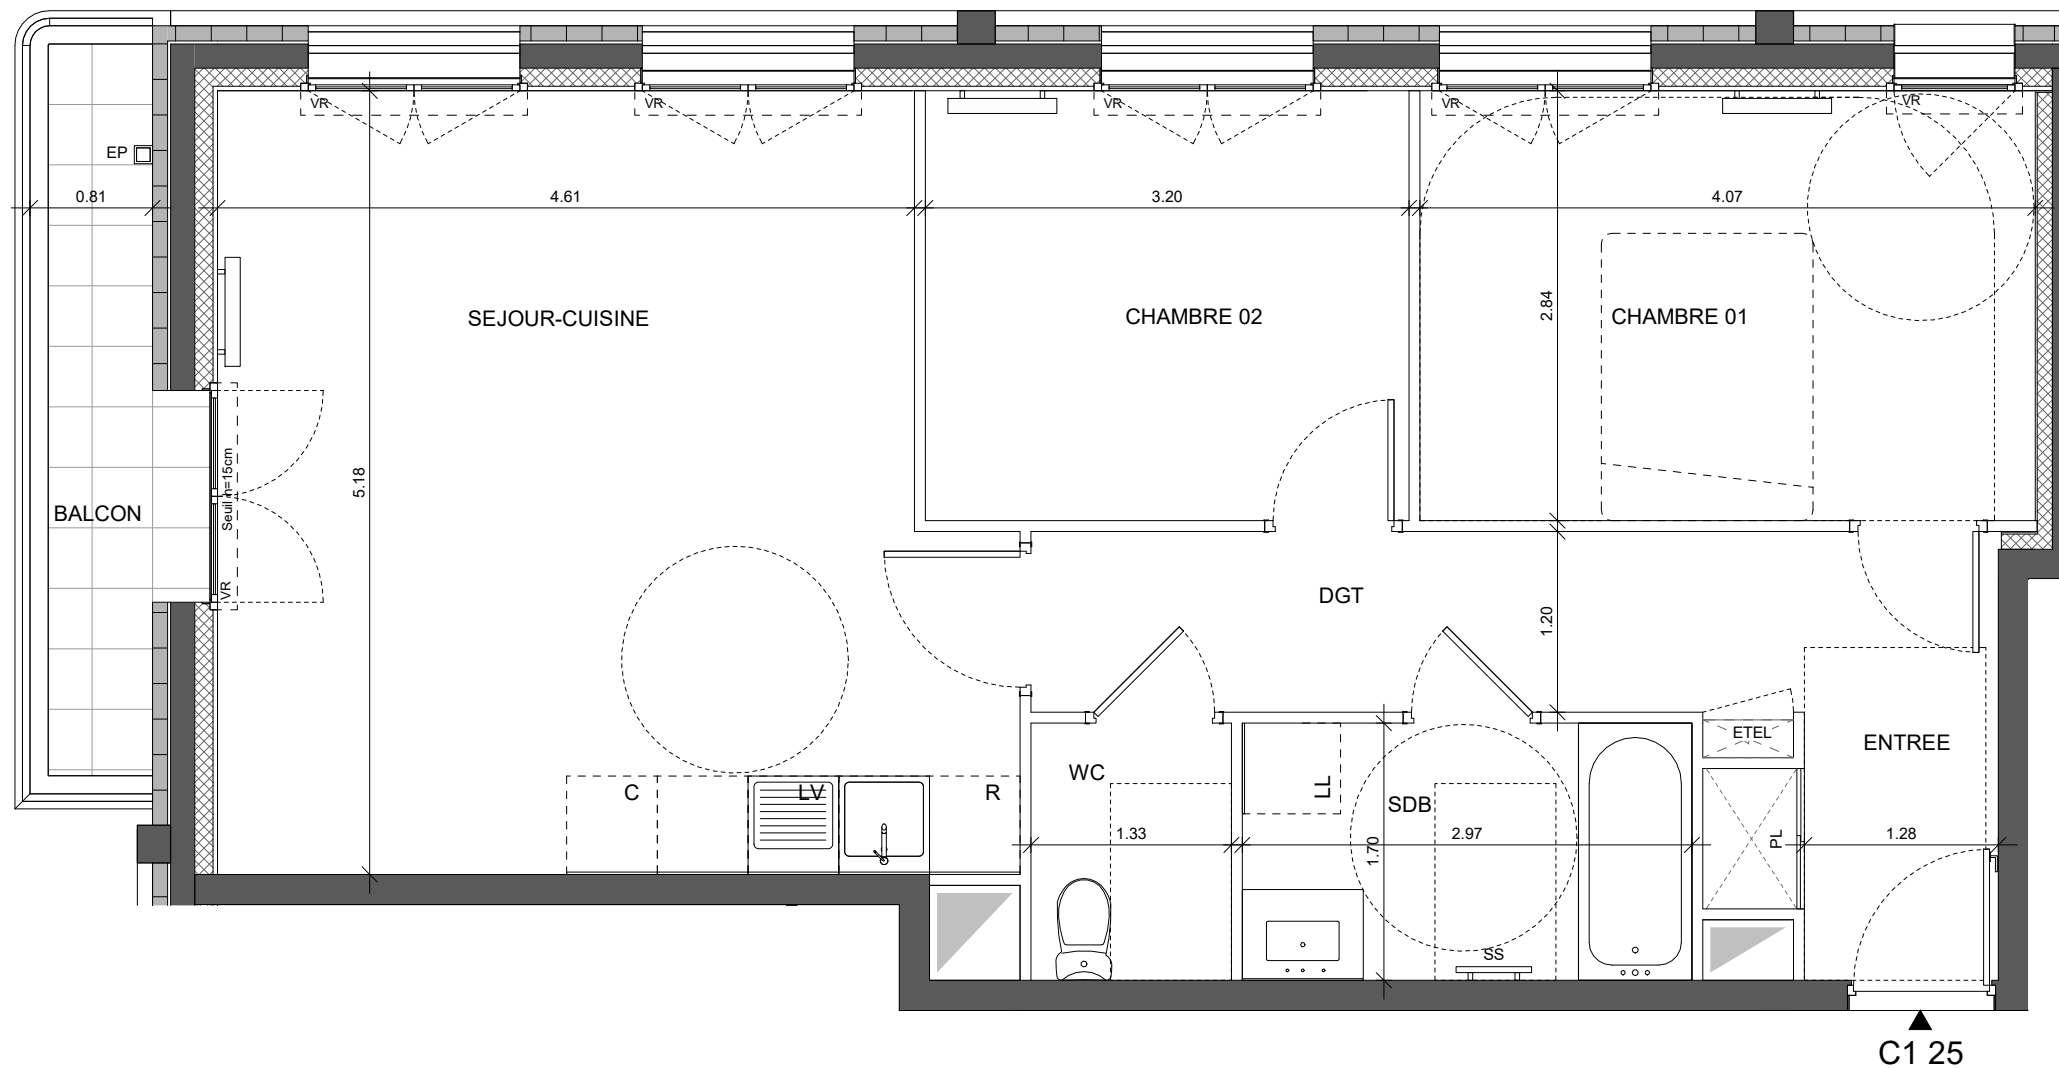 VR
VR
VR
VR
VR
EP
0.81
4.61
3.20
4.07
SEJOUR-CUISINE
CHAMBRE 02
2.84
CHAMBRE 01
5.18
Seuil h=15cm
BALCON
VR
DGT
1.20
ETEL
ENTREE
WC
C
LV
R
LL
SDB
1.33
1.70
2.97
PL
1.28
SS
C1 25